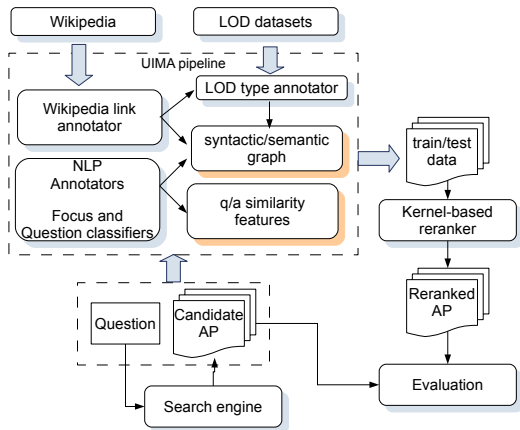 Wikipedia
LOD datasets
UIMA pipeline
Wikipedia link
annotator
LOD type annotator
syntactic/semantic
graph
NLP
Annotators
Focus and
Question classifiers
q/a similarity
features
train/test
data
Kernel-based
reranker
Reranked
AP
Evaluation
Question
Candidate
AP
Search engine